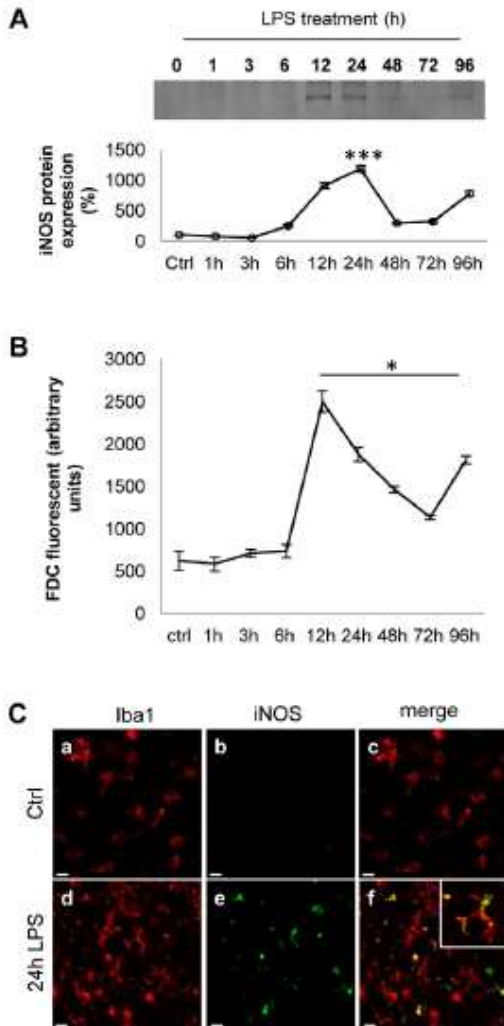 A
LPS treatment (h)
0 1 3 6 12 24 48 72 96
1500
1000
500
0
iNOS protein
expression
(%)
***
Ctrl 1h 3h 6h 12h 24h 48h 72h 96h
B
3000
2500
2000
1500
1000
500
0
FDC fluorescent (arbitrary
units)
*
ctrl 1h 3h 6h 12h 24h 48h 72h 96h
C
Iba1 iNOS merge
Ctrl
a b c
24h LPS
d e f